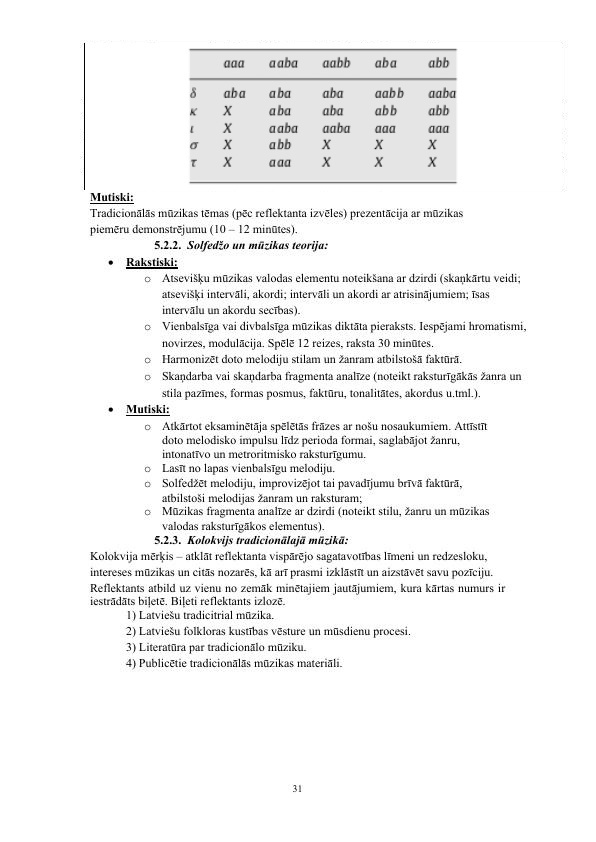 aaa aaba aabb aba abb
δ aba aba aba aabb aaba
κ X aba aba abb abb
ι X aaba aaba aaa aaa
σ X abb X X X
τ X aaa X X X
Mutiski:
Tradicionālās mūzikas tēmas (pēc reflektanta izvēles) prezentācija ar mūzikas
piemēru demonstrējumu (10 – 12 minūtes).
5.2.2. Solfedžo un mūzikas teorija:
• Rakstiski:
o Atsevišķu mūzikas valodas elementu noteikšana ar dzirdi (skaņkārtu veidi;
atsevišķi intervāli, akordi; intervāli un akordi ar atrisinājumiem; īsas
intervālu un akordu secības).
o Vienbalsīga vai divbalsīga mūzikas diktāta pieraksts. Iespējami hromatismi,
novirzes, modulācija. Spēlē 12 reizes, raksta 30 minūtes.
o Harmonizēt doto melodiju stilam un žanram atbilstošā faktūrā.
o Skaņdarba vai skaņdarba fragmenta analīze (noteikt raksturīgākās žanra un
stila pazīmes, formas posmus, faktūru, tonalitātes, akordus u.tml.).
• Mutiski:
o Atkārtot eksaminētāja spēlētās frāzes ar nošu nosaukumiem. Attīstīt
doto melodisko impulsu līdz perioda formai, saglabājot žanru,
intonatīvo un metroritmisko raksturīgumu.
o Lasīt no lapas vienbalsīgu melodiju.
o Solfedžēt melodiju, improvizējot tai pavadījumu brīvā faktūrā,
atbilstoši melodijas žanram un raksturam;
o Mūzikas fragmenta analīze ar dzirdi (noteikt stilu, žanru un mūzikas
valodas raksturīgākos elementus).
5.2.3. Kolokvijs tradicionālajā mūzikā:
Kolokvija mērķis – atklāt reflektanta vispārējo sagatavotības līmeni un redzesloku,
intereses mūzikas un citās nozarēs, kā arī prasmi izklāstīt un aizstāvēt savu pozīciju.
Reflektants atbild uz vienu no zemāk minētajiem jautājumiem, kura kārtas numurs ir
iestrādāts biļetē. Biļeti reflektants izlozē.
1) Latviešu tradicitrial mūzika.
2) Latviešu folkloras kustības vēsture un mūsdienu procesi.
3) Literatūra par tradicionālo mūziku.
4) Publicētie tradicionālās mūzikas materiāli.
31